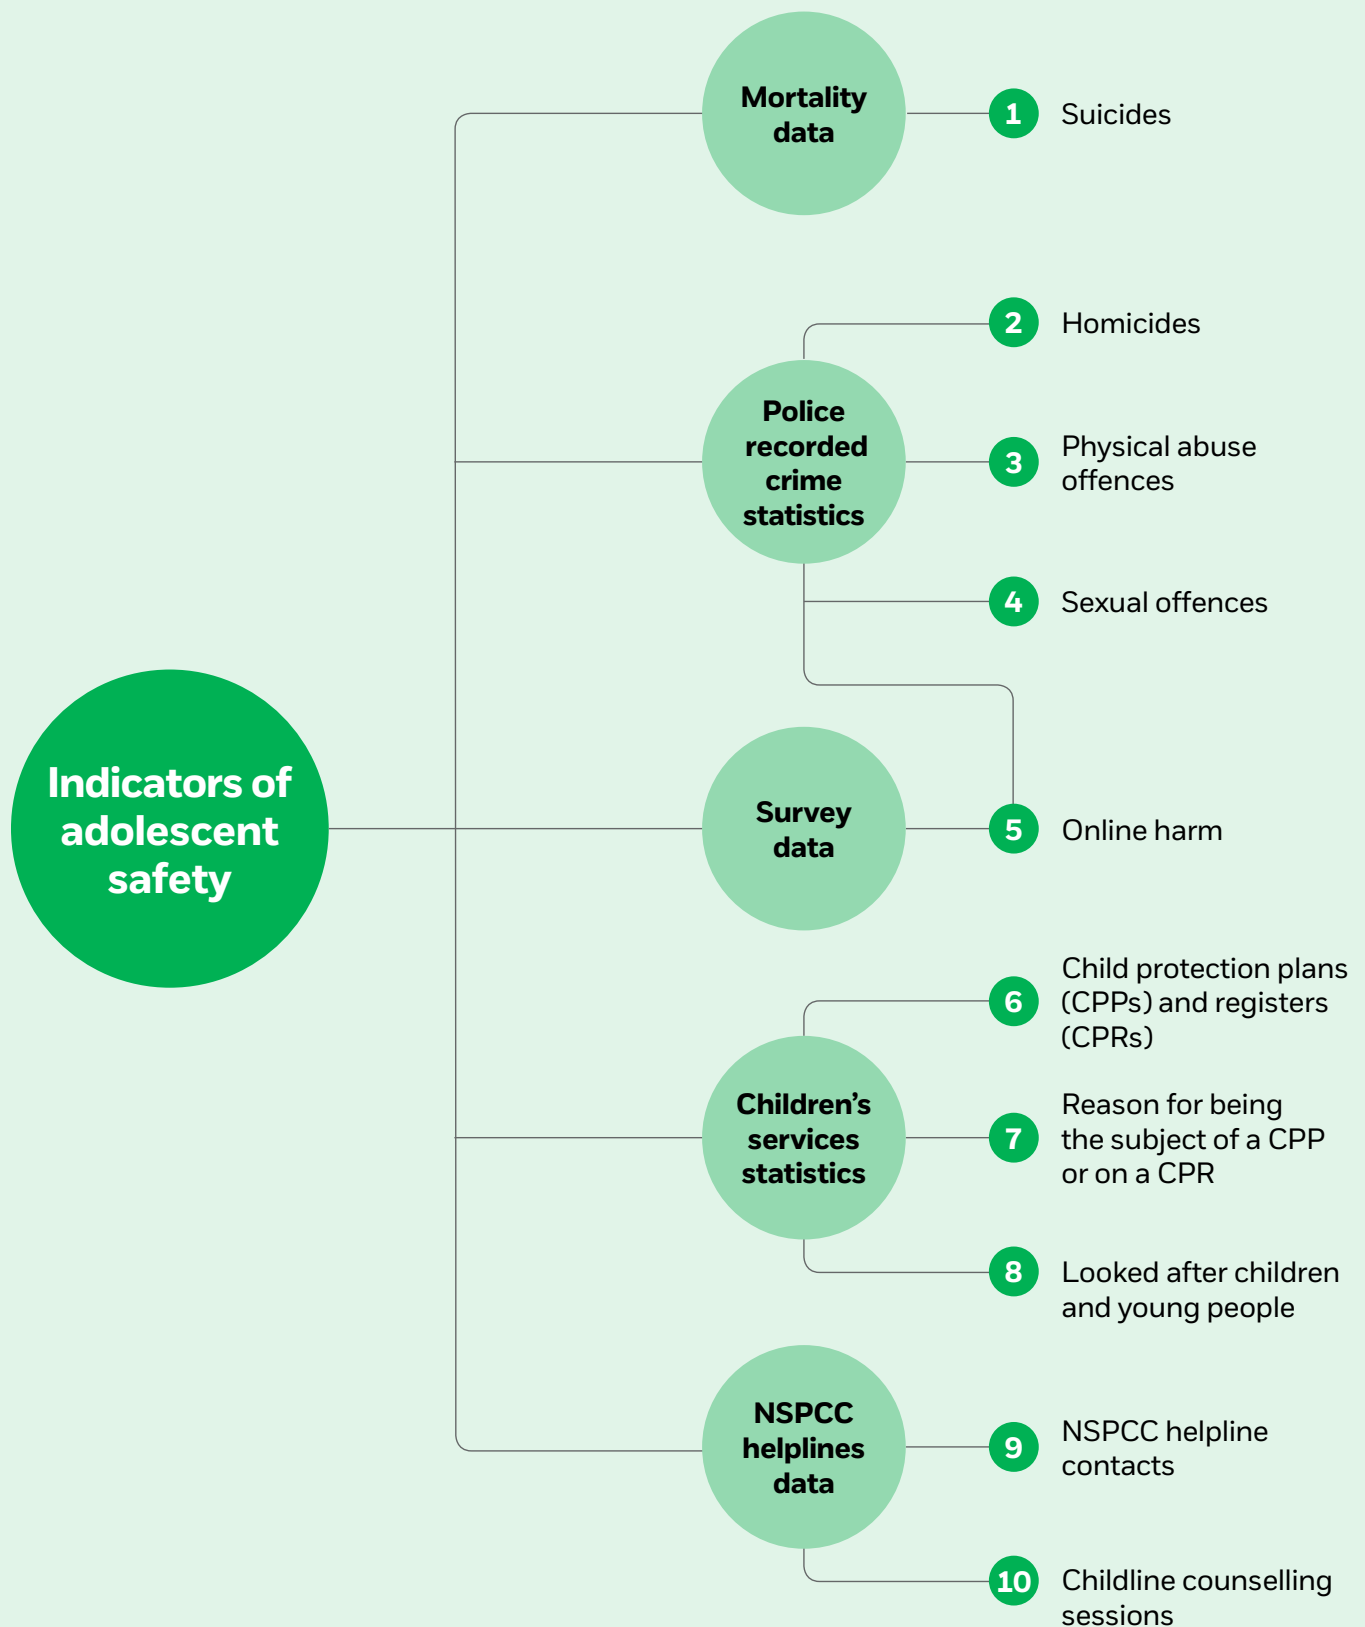 Indicators of
adolescent
safety
Mortality
data
1 Suicides
Police
recorded
crime
statistics
2 Homicides
3 Physical abuse
offences
4 Sexual offences
Survey
data
5 Online harm
Children’s
services
statistics
6 Child protection plans
(CPPs) and registers
(CPRs)
7 Reason for being
the subject of a CPP
or on a CPR
8 Looked after children
and young people
NSPCC
helplines
data
9 NSPCC helpline
contacts
10 Childline counselling
sessions